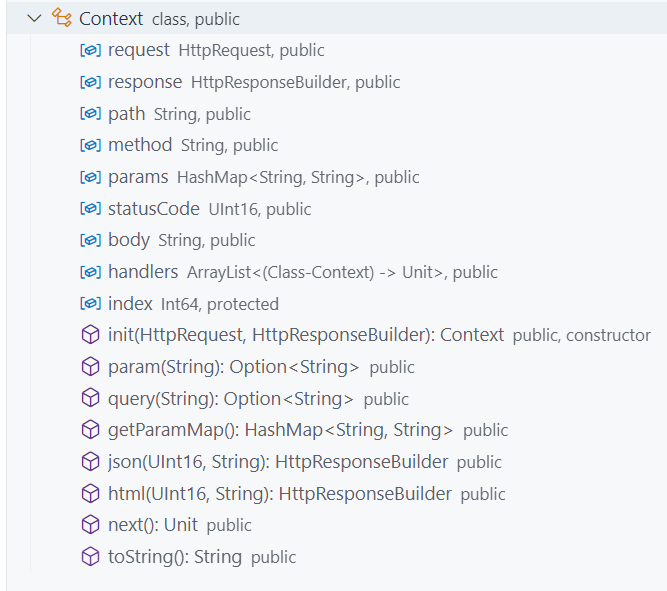 Context class, public
request HttpRequest, public
response HttpResponseBuilder, public
path String, public
method String, public
params HashMap<String, String>, public
statusCode UInt16, public
body String, public
handlers ArrayList<(Class-Context) -> Unit>, public
index Int64, protected
init(HttpRequest, HttpResponseBuilder): Context public, constructor
param(String): Option<String> public
query(String): Option<String> public
getParamMap(): HashMap<String, String> public
json(UInt16, String): HttpResponseBuilder public
html(UInt16, String): HttpResponseBuilder public
next(): Unit public
toString(): String public